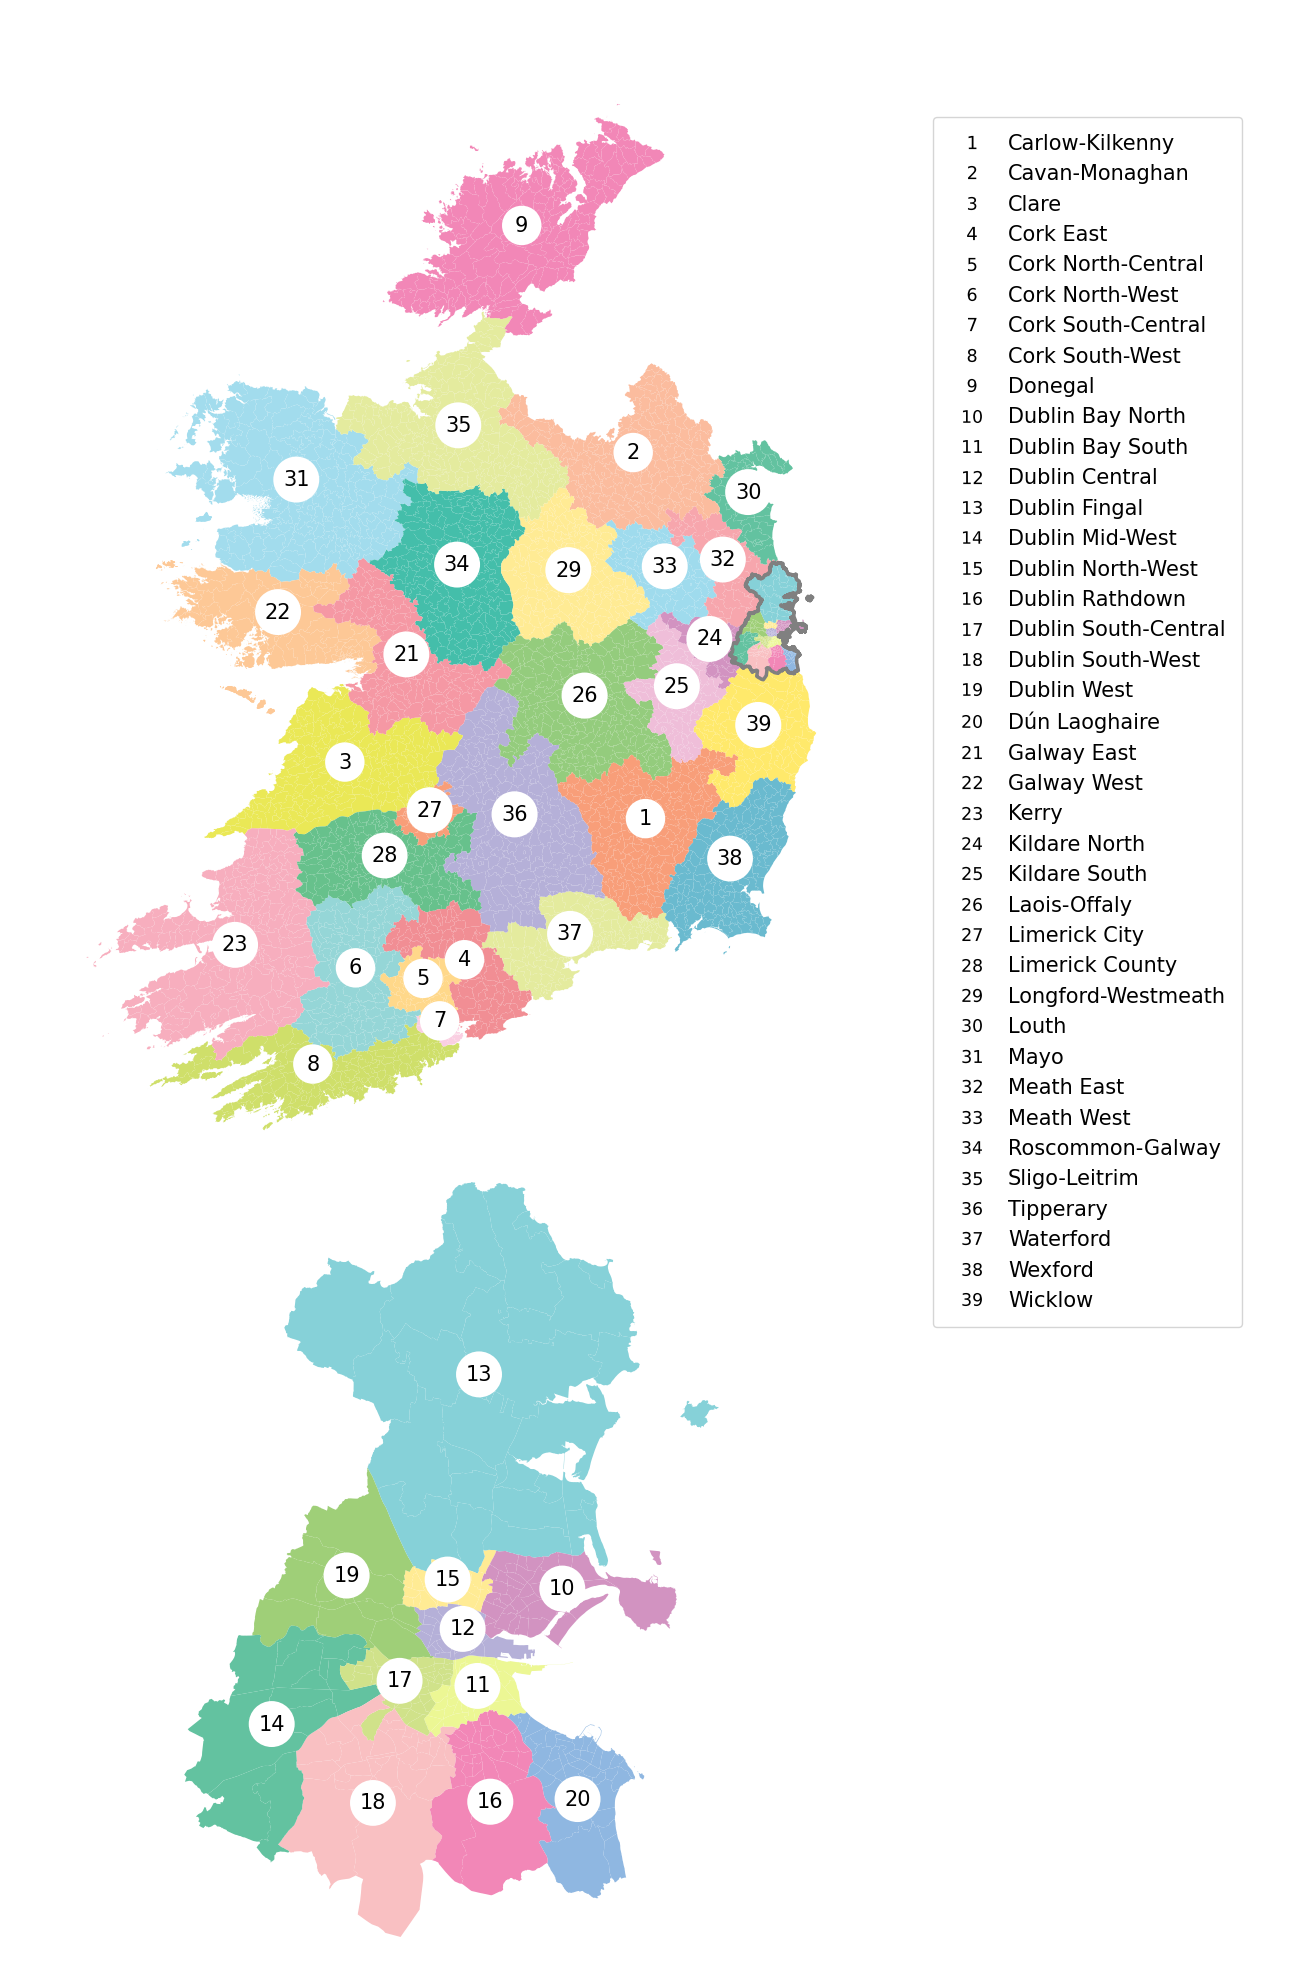 1 Carlow-Kilkenny
2 Cavan-Monaghan
3 Clare
4 Cork East
5 Cork North-Central
6 Cork North-West
7 Cork South-Central
8 Cork South-West
9 Donegal
10 Dublin Bay North
11 Dublin Bay South
12 Dublin Central
13 Dublin Fingal
14 Dublin Mid-West
15 Dublin North-West
16 Dublin Rathdown
17 Dublin South-Central
18 Dublin South-West
19 Dublin West
20 Dún Laoghaire
21 Galway East
22 Galway West
23 Kerry
24 Kildare North
25 Kildare South
26 Laois-Offaly
27 Limerick City
28 Limerick County
29 Longford-Westmeath
30 Louth
31 Mayo
32 Meath East
33 Meath West
34 Roscommon-Galway
35 Sligo-Leitrim
36 Tipperary
37 Waterford
38 Wexford
39 Wicklow
9
35
2
31
30
34
29
33
32
22
24
21
25
26
39
3
27
36
1
28
38
37
23
4
6
5
7
8
13
19
15
10
12
17
11
14
18
16
20